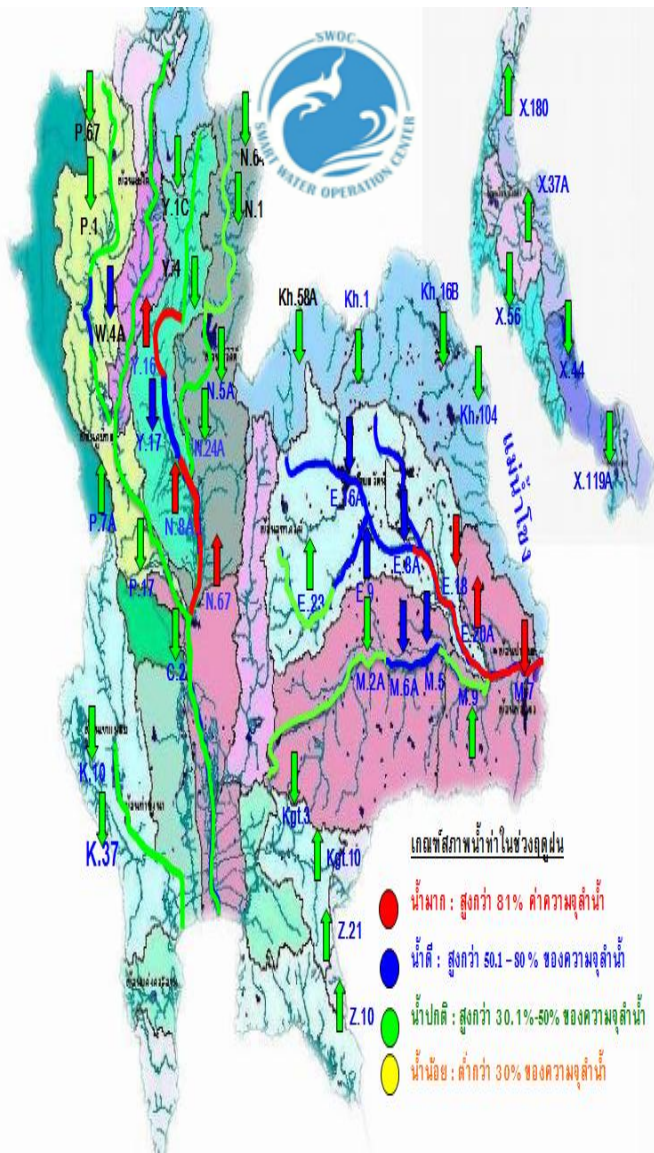 SWOC
SMART WATER OPERATION CENTER
P.67
P.1
W.4A
Y.1C
N.64
N.1
Y.4
Y.16
Y.17
N.5A
N.24A
P.7A
N.8A
P.17
N.67
C.2
K.10
K.37
Kh.58A
Kh.1
Kh.16B
Kh.104
แม่น้ำโขง
E.16A
E.8A
E.23
E.9
E.18
E.20A
M.2A
M.6A
M.5
M.9
M.7
Kgt.3
Kgt.10
Z.21
Z.10
X.180
X.37A
X.56
X.44
X.119A
เกณฑ์สภาพน้ำท่าในช่วงฤดูฝน
น้ำมาก : สูงกว่า 81% ค่าความจุลำน้ำ
น้ำดี : สูงกว่า 50.1 - 80 % ของความจุลำน้ำ
น้ำปกติ : สูงกว่า 30.1%-50% ของความจุลำน้ำ
น้ำน้อย : ต่ำกว่า 30% ของความจุลำน้ำ